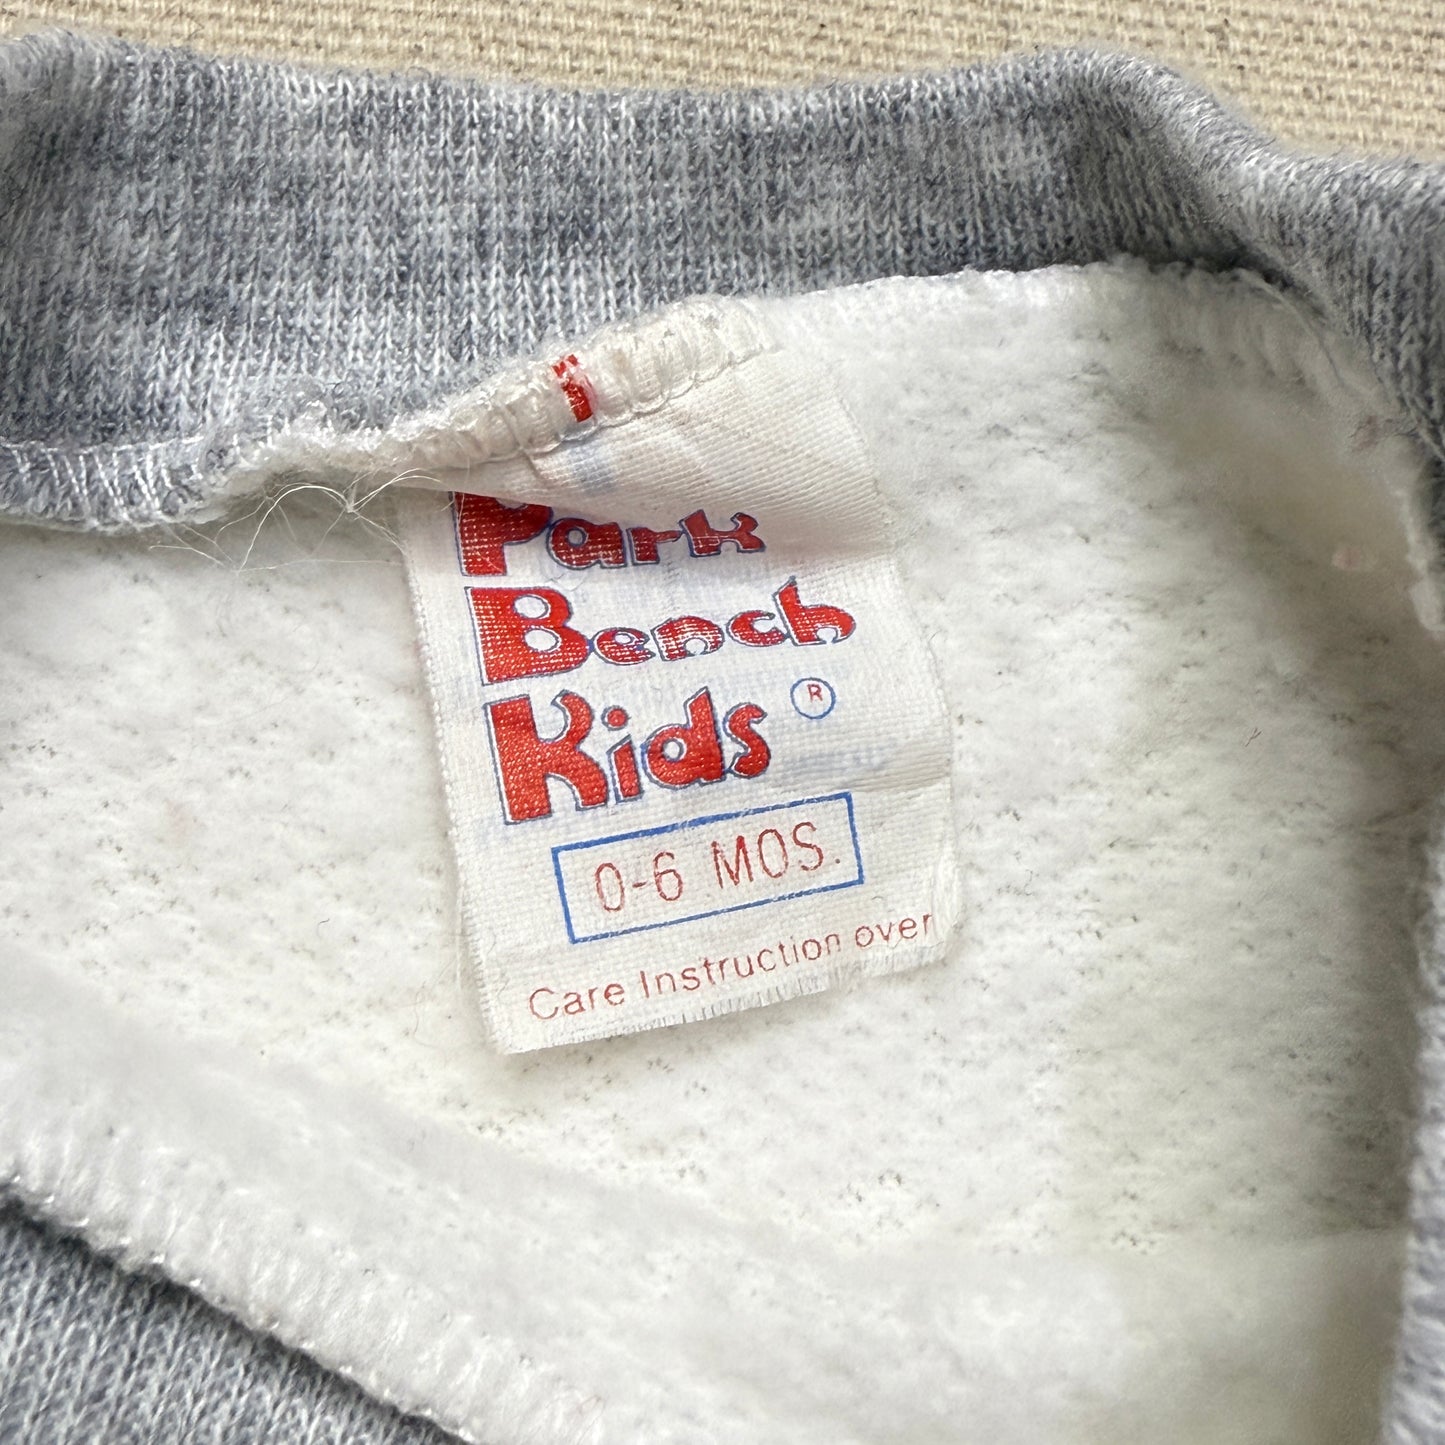 Park
Bench
Kids ®
0-6 MOS.
Care Instruction over